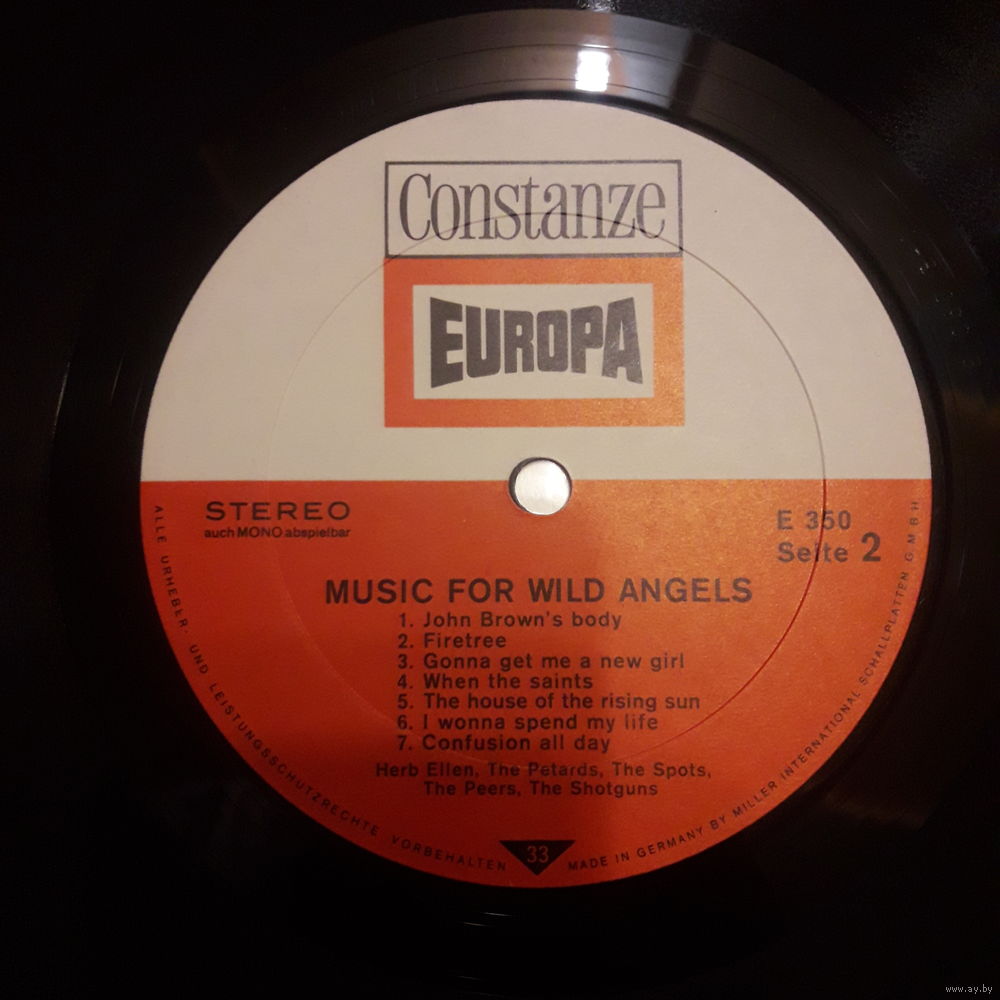 Constanze
EUROPA
STEREO
auch MONO abspielbar
E 350
Seite 2
MUSIC FOR WILD ANGELS
1. John Brown's body
2. Firetree
3. Gonna get me a new girl
4. When the saints
5. The house of the rising sun
6. I wonna spend my life
7. Confusion all day
Herb Ellen, The Petards, The Spots,
The Peers, The Shotguns
ALLE URHEBER- UND LEISTUNGSSCHUTZRECHTE VORBEHALTEN
33
MADE IN GERMANY BY MILLER INTERNATIONAL SCHALLPLATTEN GMBH
www.ay.by